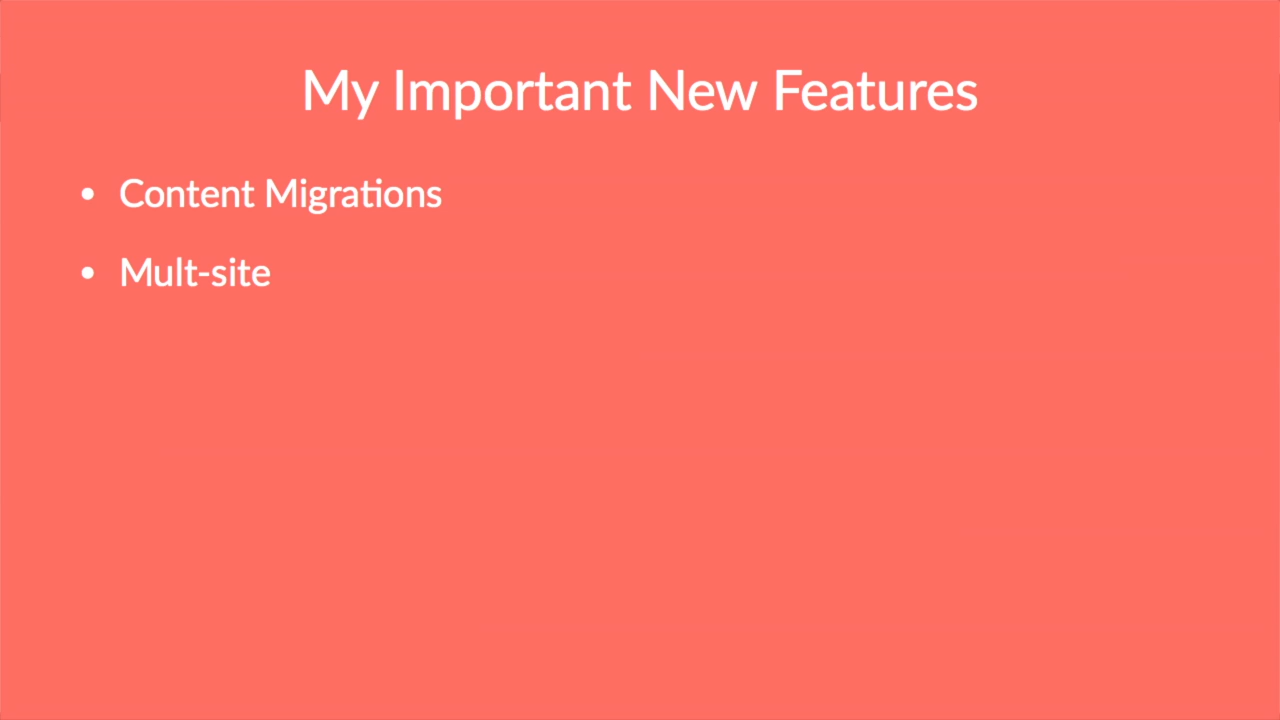 My Important New Features
• Content Migrations
• Mult-site